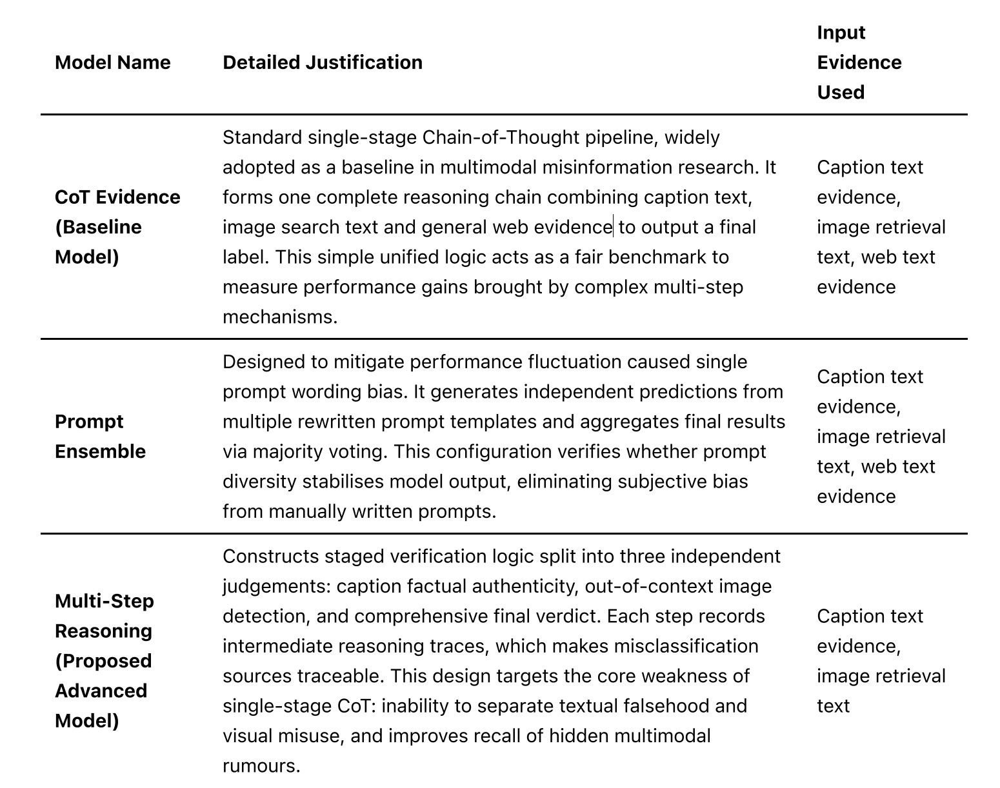 Model Name
Detailed Justification
Input
Evidence
Used
CoT Evidence
(Baseline
Model)
Standard single-stage Chain-of-Thought pipeline, widely
adopted as a baseline in multimodal misinformation research. It
forms one complete reasoning chain combining caption text,
image search text and general web evidence to output a final
label. This simple unified logic acts as a fair benchmark to
measure performance gains brought by complex multi-step
mechanisms.
Caption text
evidence,
image retrieval
text, web text
evidence
Prompt
Ensemble
Designed to mitigate performance fluctuation caused single
prompt wording bias. It generates independent predictions from
multiple rewritten prompt templates and aggregates final results
via majority voting. This configuration verifies whether prompt
diversity stabilises model output, eliminating subjective bias
from manually written prompts.
Caption text
evidence,
image retrieval
text, web text
evidence
Multi-Step
Reasoning
(Proposed
Advanced
Model)
Constructs staged verification logic split into three independent
judgements: caption factual authenticity, out-of-context image
detection, and comprehensive final verdict. Each step records
intermediate reasoning traces, which makes misclassification
sources traceable. This design targets the core weakness of
single-stage CoT: inability to separate textual falsehood and
visual misuse, and improves recall of hidden multimodal
rumours.
Caption text
evidence,
image retrieval
text